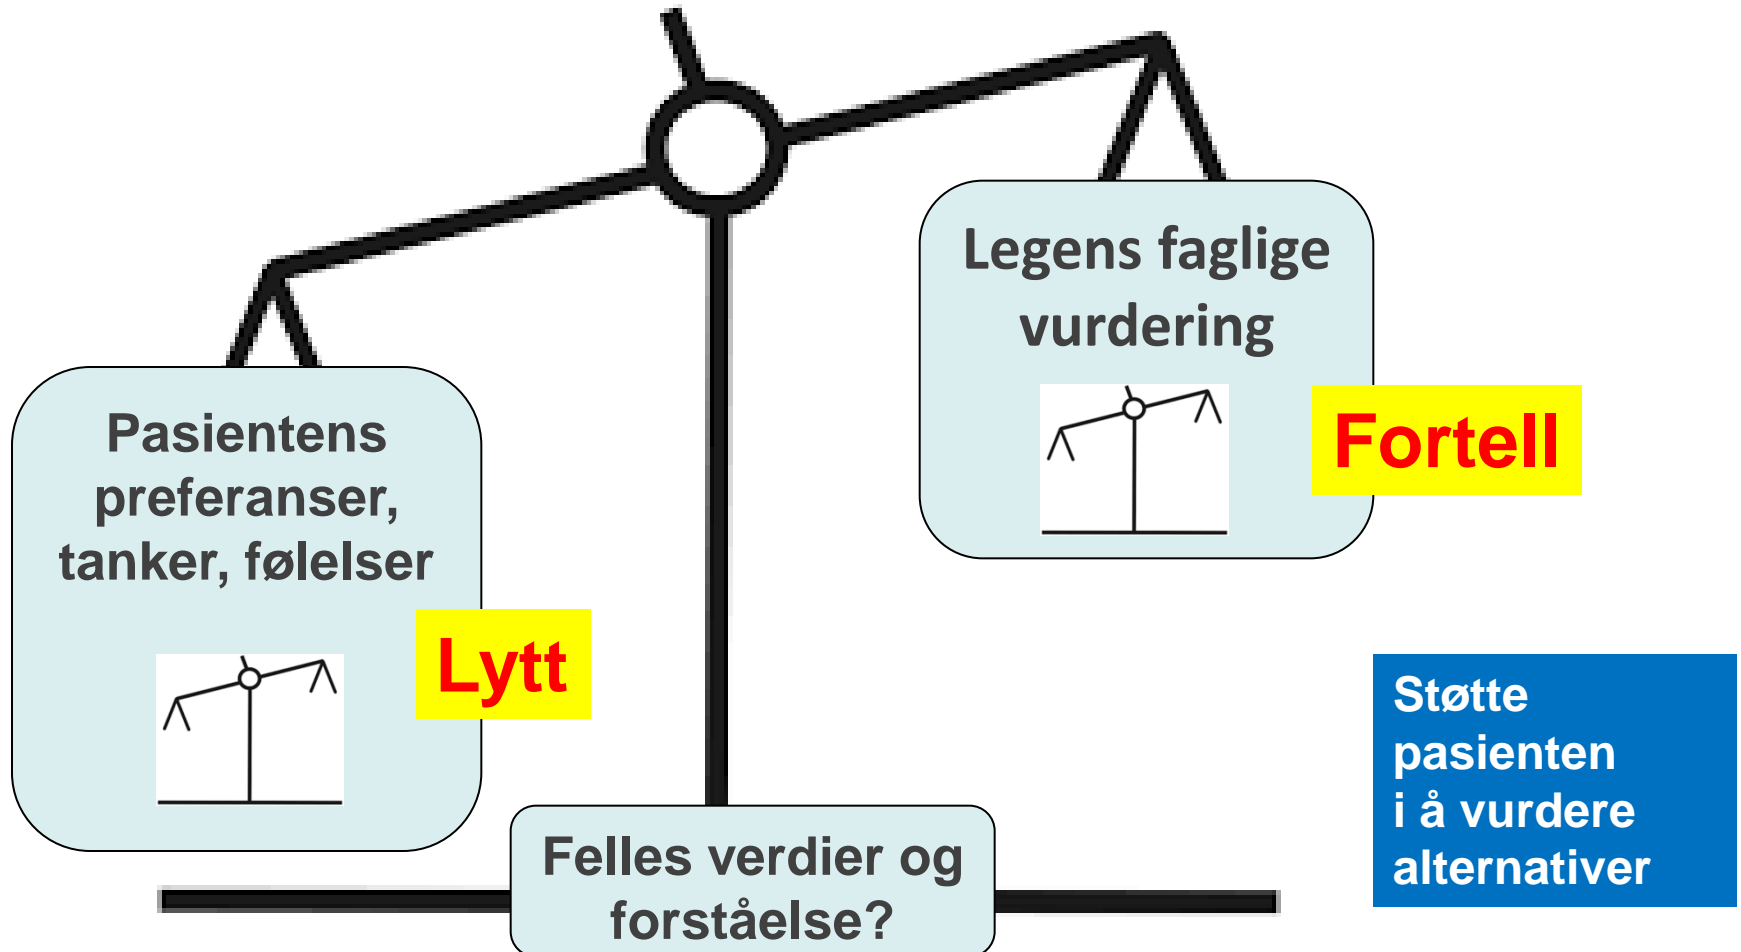 Legens faglige
vurdering
Fortell
Pasientens
preferanser,
tanker, følelser
Lytt
Støtte
pasienten
i å vurdere
alternativer
Felles verdier og
forståelse?